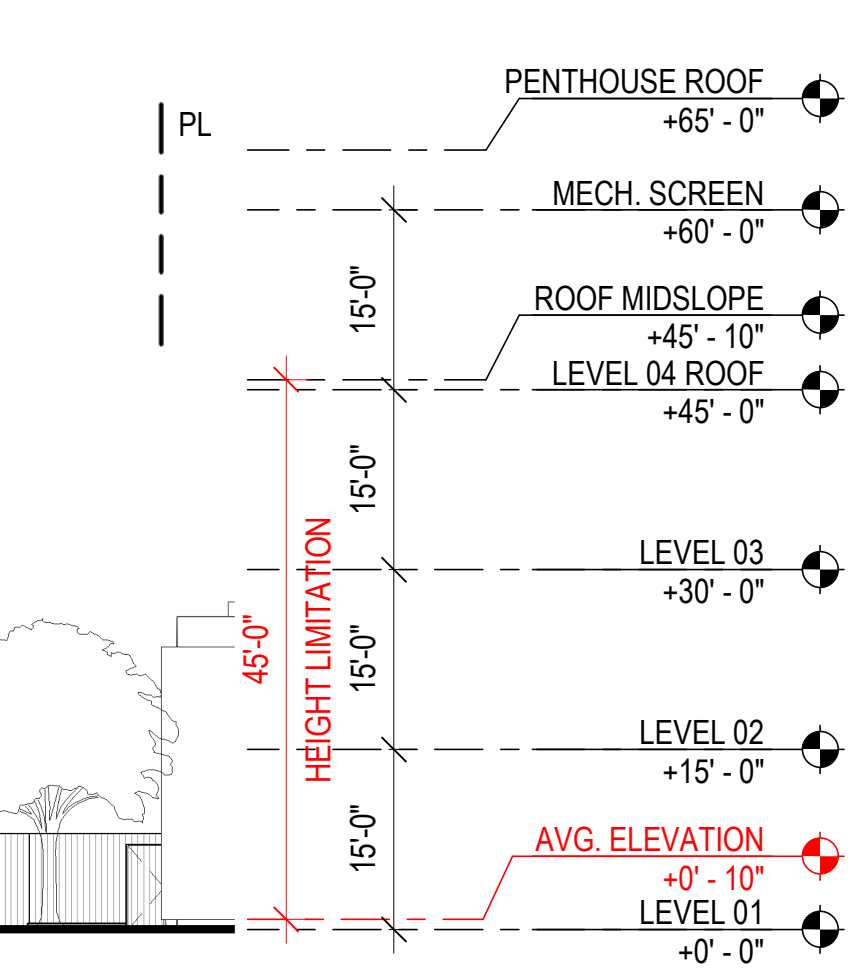 PENTHOUSE ROOF
+65' - 0"
PL
MECH. SCREEN
+60' - 0"
15'-0"
ROOF MIDSLOPE
+45' - 10"
LEVEL 04 ROOF
+45' - 0"
15'-0"
LEVEL 03
+30' - 0"
45'-0"
HEIGHT LIMITATION
15'-0"
LEVEL 02
+15' - 0"
15'-0"
AVG. ELEVATION
+0' - 10"
LEVEL 01
+0' - 0"